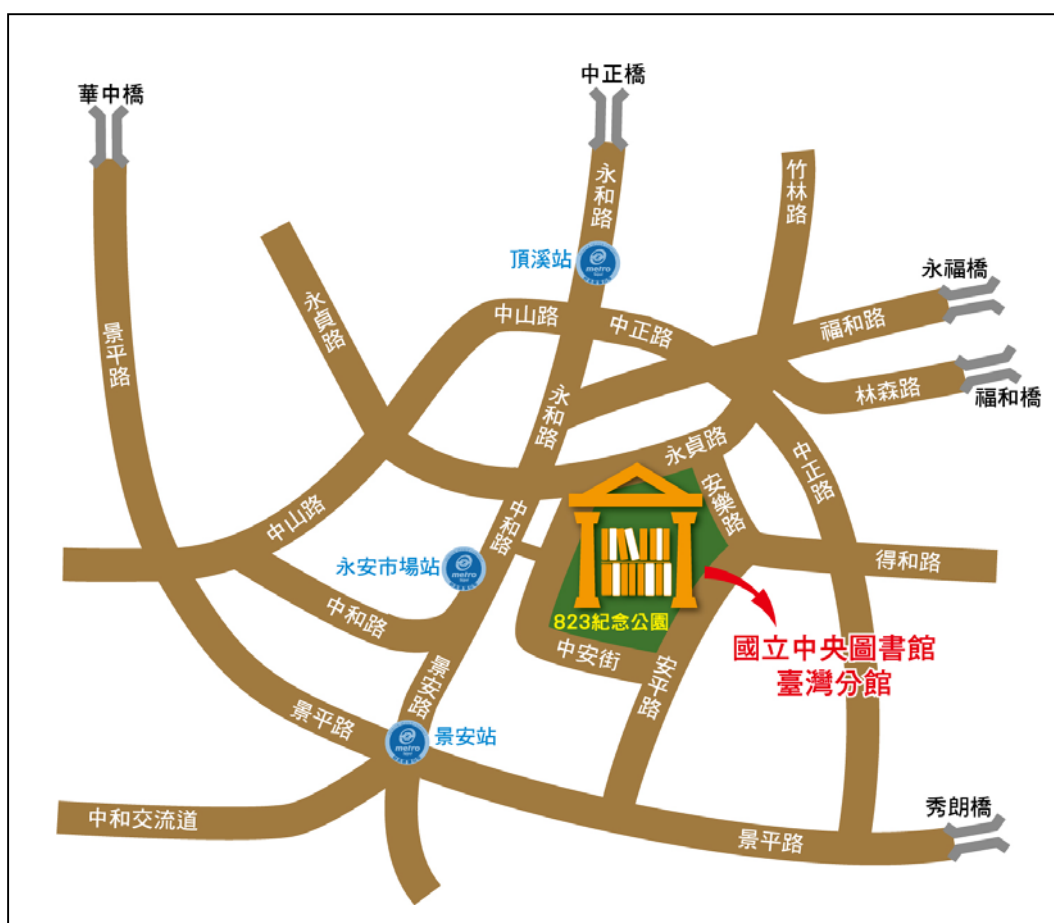 中正橋
華中橋
永和路
竹林路
頂溪站
metro
永福橋
永貞路
中山路
中正路
福和路
景平路
林森路
福和橋
永和路
永貞路
中正路
安樂路
中山路
中和路
永安市場站
metro
得和路
中和路
823紀念公園
中安街
國立中央圖書館
臺灣分館
景安路
安平路
景平路
metro
景安站
中和交流道
秀朗橋
景平路